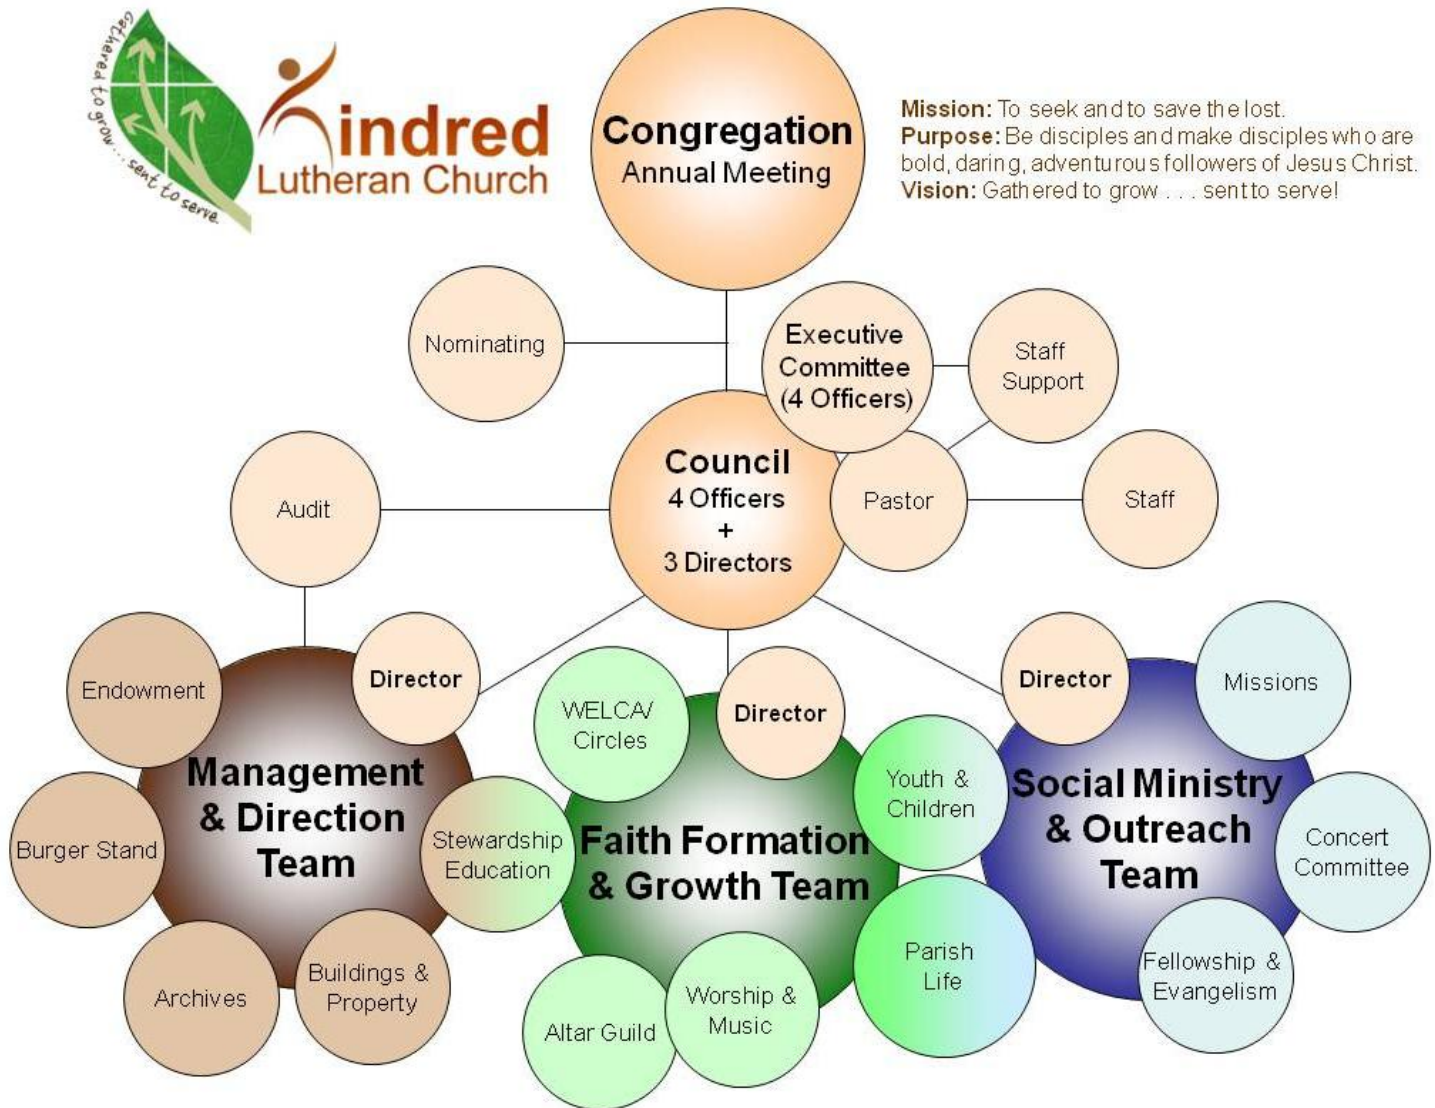 Gathered to grow . . . sent to serve.
Kindred
Lutheran Church
Congregation
Annual Meeting
Mission: To seek and to save the lost.
Purpose: Be disciples and make disciples who are
bold, daring, adventurous followers of Jesus Christ.
Vision: Gathered to grow . . . sent to serve!
Nominating
Executive
Committee
(4 Officers)
Staff
Support
Audit
Council
4 Officers
+
3 Directors
Pastor
Staff
Endowment
Director
Management
& Direction
Team
Burger Stand
Stewardship
Education
Archives
Buildings &
Property
WELCA/
Circles
Director
Faith Formation
& Growth Team
Youth &
Children
Parish
Life
Altar Guild
Worship &
Music
Director
Missions
Social Ministry
& Outreach
Team
Concert
Committee
Fellowship &
Evangelism